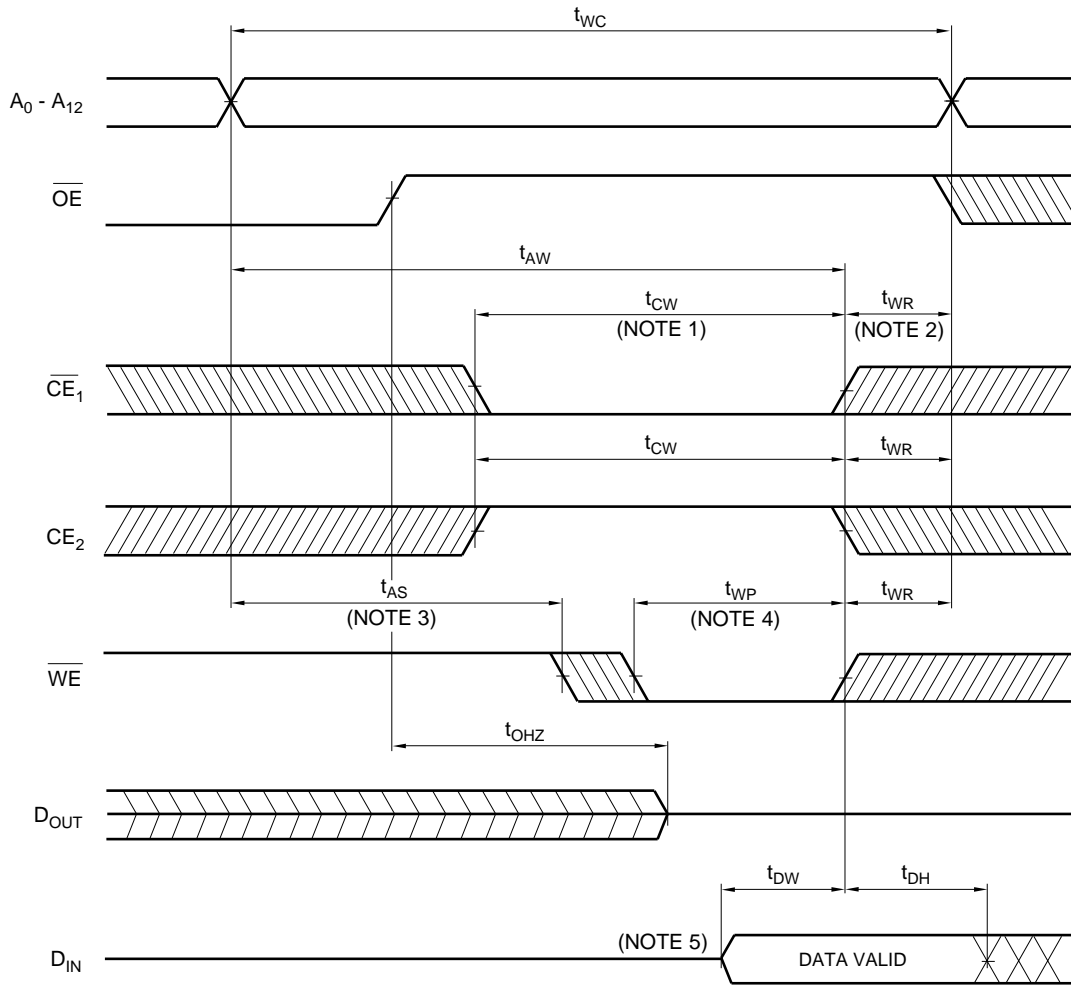 tWC
A0 - A12
OE
tAW
tCW
(NOTE 1)
tWR
(NOTE 2)
CE1
tCW
tWR
CE2
tAS
(NOTE 3)
tWP
(NOTE 4)
tWR
WE
tOHZ
DOUT
tDW
tDH
(NOTE 5)
DIN
DATA VALID